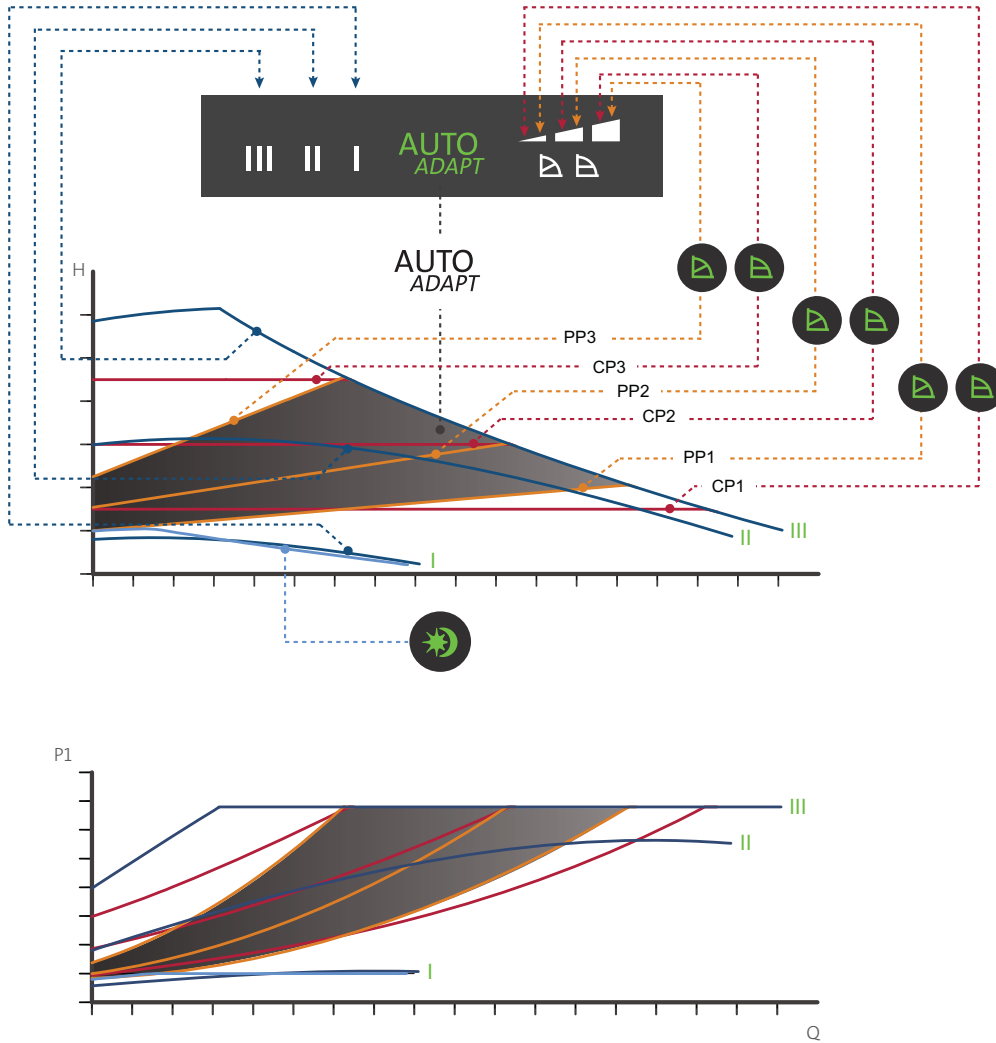 III II I AUTO
ADAPT
AUTO
ADAPT
H
PP3
CP3
PP2
CP2
PP1
CP1
III
II
I
P1
III
II
I
Q